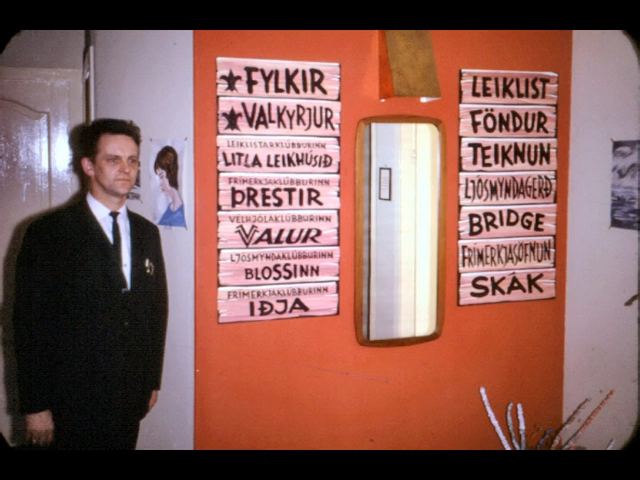 FYLKIR
VALKYRJUR
LEIKLISTARKLÚBBURINN
LITLA LEIKHÚSIÐ
FRÍMERKJAKLÚBBURINN
ÞRESTIR
VÉLHJÓLAKLÚBBURINN
VALUR
LJÓSMYNDAKLÚBBURINN
BLOSSINN
FRÍMERKJAKLÚBBURINN
IÐJA
LEIKLIST
FÖNDUR
TEIKNUN
LJÓSMYNDAGERÐ
BRIDGE
FRÍMERKJASÖFNUN
SKÁK